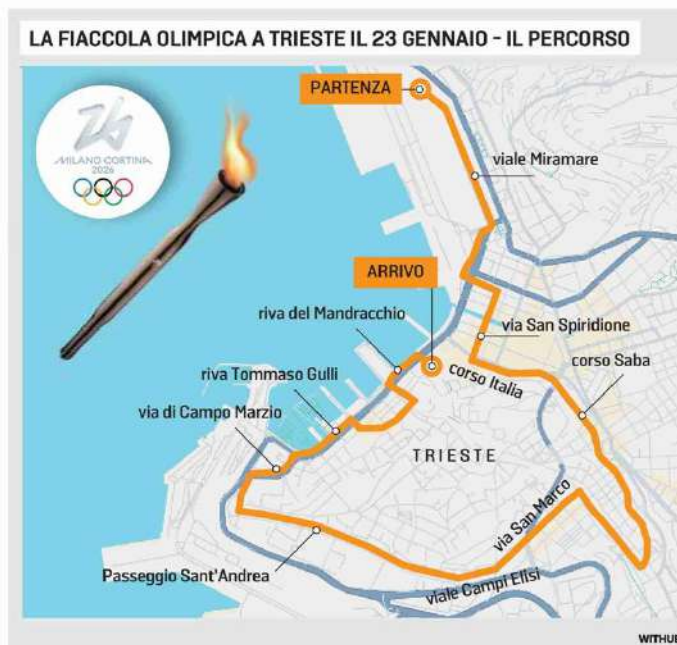 LA FIACCOLA OLIMPICA A TRIESTE IL 23 GENNAIO - IL PERCORSO
26
MILANO CORTINA
2026
PARTENZA
viale Miramare
ARRIVO
riva del Mandracchio
via San Spiridione
corso Italia
corso Saba
riva Tommaso Gulli
via di Campo Marzio
TRIESTE
via San Marco
Passeggio Sant'Andrea
viale Campi Elisi
WITHUB